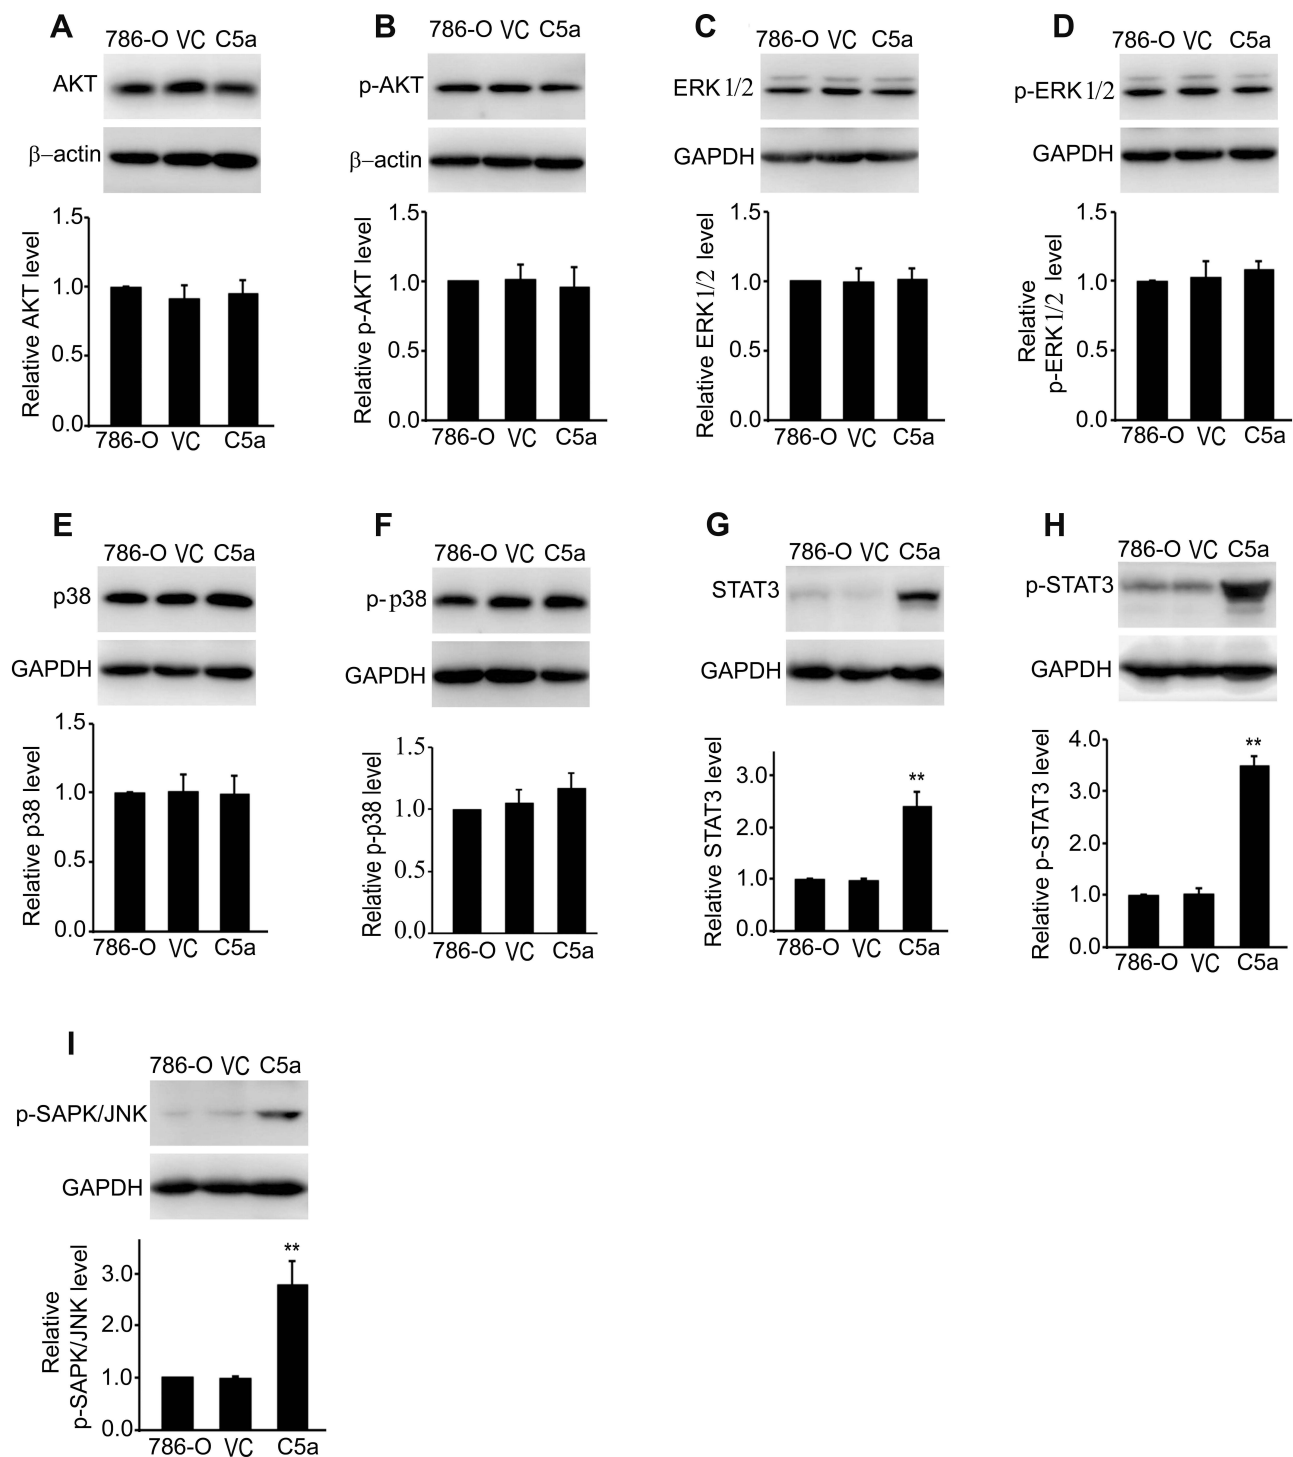 A
786-O VC C5a
AKT
β–actin
1.5
1.0
0.5
0.0
Relative AKT level
786-O VC C5a
B
786-O VC C5a
p-AKT
β–actin
1.5
1.0
0.5
0.0
Relative p-AKT level
786-O VC C5a
C
786-O VC C5a
ERK1/2
GAPDH
1.5
1.0
0.5
0.0
Relative ERK1/2 level
786-O VC C5a
D
786-O VC C5a
p-ERK1/2
GAPDH
1.5
1.0
0.5
0.0
Relative
p-ERK1/2 level
786-O VC C5a
E
786-O VC C5a
p38
GAPDH
1.5
1.0
0.5
0.0
Relative p38 level
786-O VC C5a
F
786-O VC C5a
p-p38
GAPDH
1.5
1.0
0.5
0.0
Relative p-p38 level
786-O VC C5a
G
786-O VC C5a
STAT3
GAPDH
**
3.0
2.0
1.0
0.0
Relative STAT3 level
786-O VC C5a
H
786-O VC C5a
p-STAT3
GAPDH
**
4.0
3.0
2.0
1.0
0.0
Relative p-STAT3 level
786-O VC C5a
I
786-O VC C5a
p-SAPK/JNK
GAPDH
**
3.0
2.0
1.0
0.0
Relative
p-SAPK/JNK level
786-O VC C5a